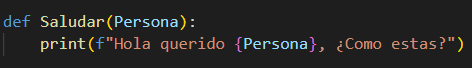 def Saludar(Persona):
    print(f"Hola querido {Persona}, ¿Como estas?")